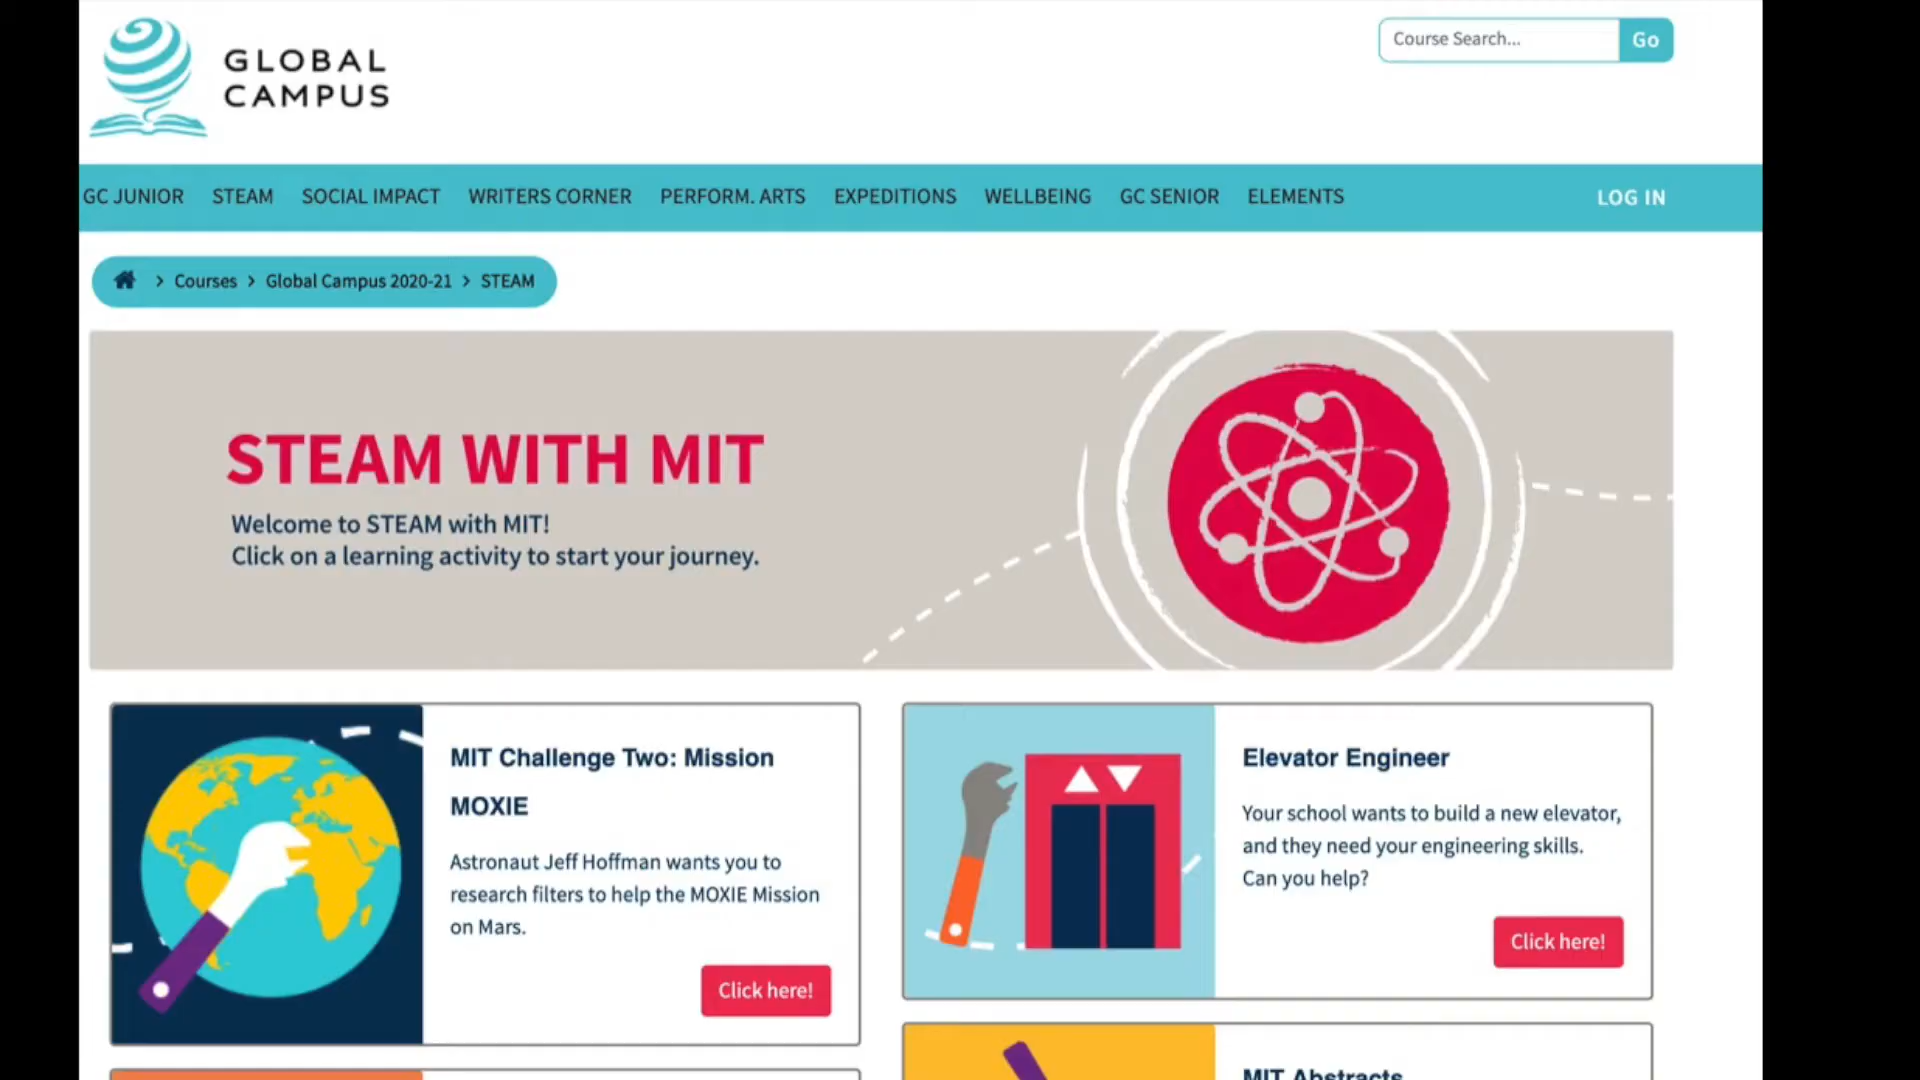 GLOBAL
CAMPUS
Course Search...
Go
GC JUNIOR STEAM SOCIAL IMPACT WRITERS CORNER PERFORM. ARTS EXPEDITIONS WELLBEING GC SENIOR ELEMENTS LOG IN
> Courses > Global Campus 2020-21 > STEAM
STEAM WITH MIT
Welcome to STEAM with MIT!
Click on a learning activity to start your journey.
MIT Challenge Two: Mission
MOXIE
Astronaut Jeff Hoffman wants you to
research filters to help the MOXIE Mission
on Mars.
Click here!
Elevator Engineer
Your school wants to build a new elevator,
and they need your engineering skills.
Can you help?
Click here!
MIT Abstracts